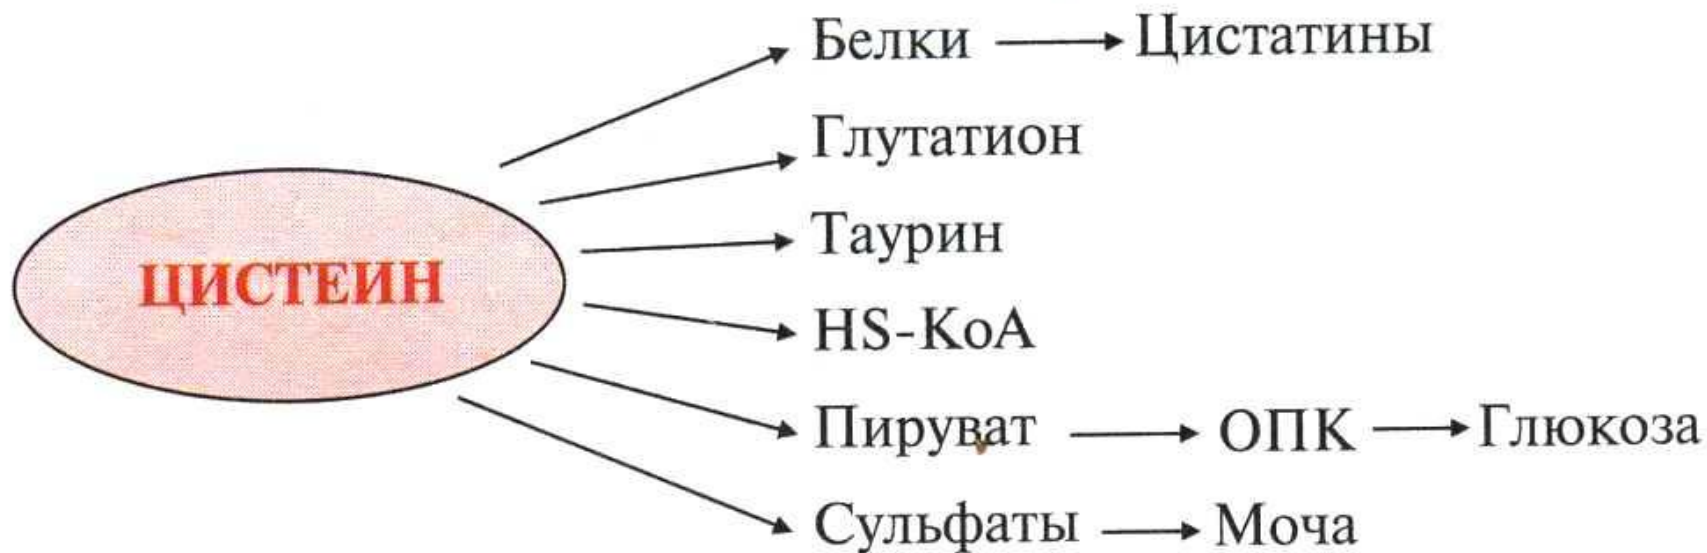 Белки → Цистатины
Глутатион
Таурин
ЦИСТЕИН
HS-KoA
Пируват → ОПК → Глюкоза
Сульфаты → Моча